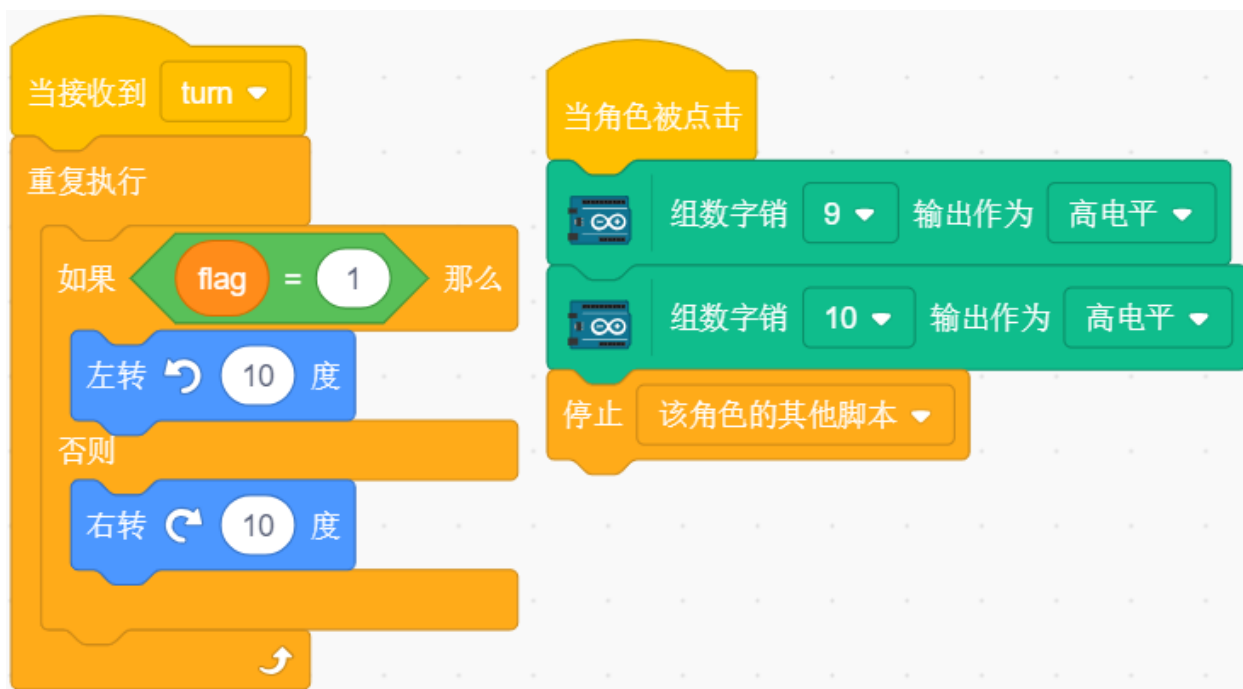 当接收到 turn
重复执行
如果 flag = 1 那么
左转 10 度
否则
右转 10 度
当角色被点击
组数字销 9 输出作为 高电平
组数字销 10 输出作为 高电平
停止 该角色的其他脚本